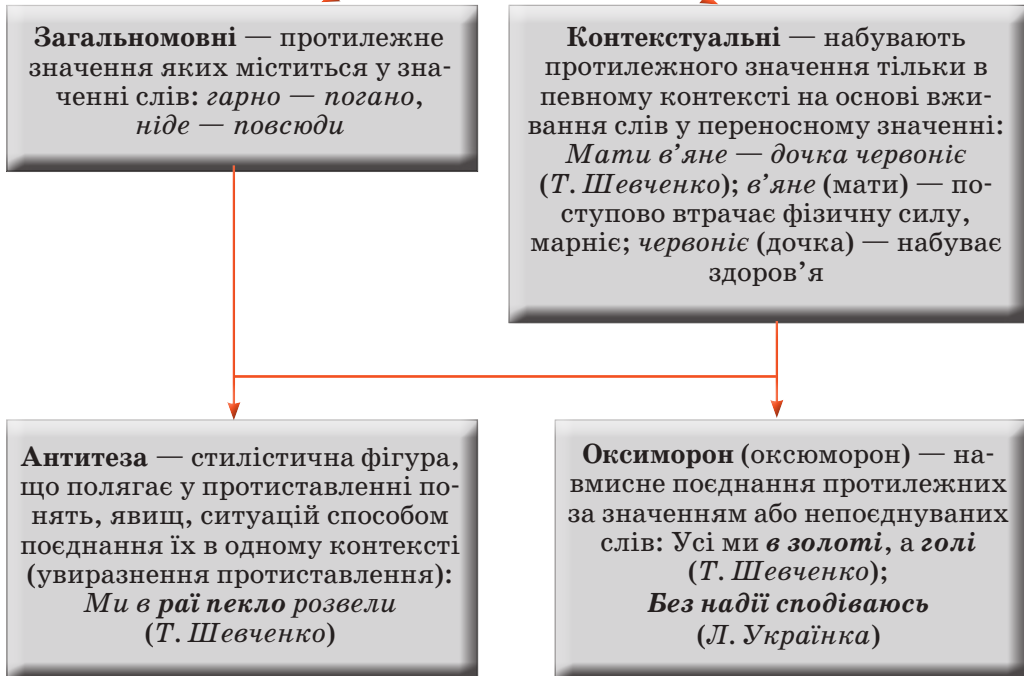 Загальномовні — протилежне
значення яких міститься у зна-
ченні слів: гарно — погано,
ніде — повсюди
Контекстуальні — набувають
протилежного значення тільки в
певному контексті на основі вжи-
вання слів у переносному значенні:
Мати в’яне — дочка червоніє
(Т. Шевченко); в’яне (мати) — по-
ступово втрачає фізичну силу,
марніє; червоніє (дочка) — набуває
здоров’я
Антитеза — стилістична фігура,
що полягає у протиставленні по-
нять, явищ, ситуацій способом
поєднання їх в одному контексті
(увиразнення протиставлення):
Ми в раї пекло розвели
(Т. Шевченко)
Оксиморон (оксюморон) — на-
вмисне поєднання протилежних
за значенням або непоєднуваних
слів: Усі ми в золоті, а голі
(Т. Шевченко);
Без надії сподіваюсь
(Л. Українка)